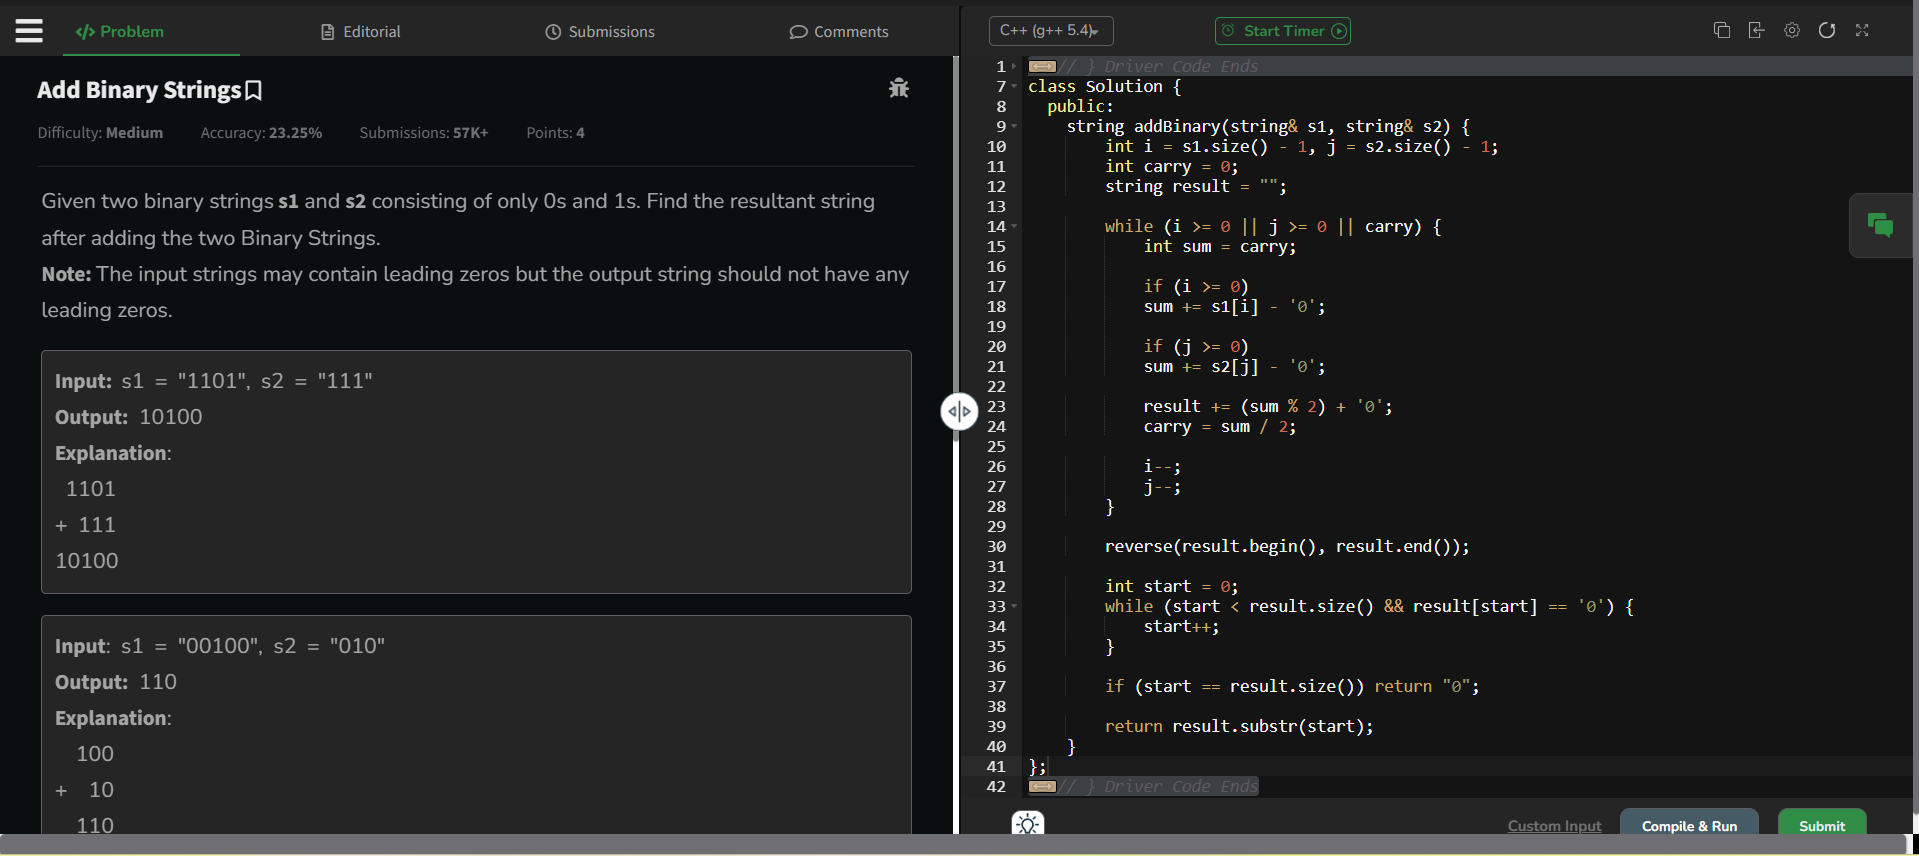 </> Problem
Editorial
Submissions
Comments
Add Binary Strings
Difficulty: Medium Accuracy: 23.25% Submissions: 57K+ Points: 4
Given two binary strings s1 and s2 consisting of only 0s and 1s. Find the resultant string
after adding the two Binary Strings.
Note: The input strings may contain leading zeros but the output string should not have any
leading zeros.
Input: s1 = "1101", s2 = "111"
Output: 10100
Explanation:
1101
+ 111
10100
Input: s1 = "00100", s2 = "010"
Output: 110
Explanation:
100
+ 10
110
C++ (g++ 5.4)
Start Timer
1 // } Driver Code Ends
7 class Solution {
8 public:
9 string addBinary(string& s1, string& s2) {
10 int i = s1.size() - 1, j = s2.size() - 1;
11 int carry = 0;
12 string result = "";
13
14 while (i >= 0 || j >= 0 || carry) {
15 int sum = carry;
16
17 if (i >= 0)
18 sum += s1[i] - '0';
19
20 if (j >= 0)
21 sum += s2[j] - '0';
22
23 result += (sum % 2) + '0';
24 carry = sum / 2;
25
26 i--;
27 j--;
28 }
29
30 reverse(result.begin(), result.end());
31
32 int start = 0;
33 while (start < result.size() && result[start] == '0') {
34 start++;
35 }
36
37 if (start == result.size()) return "0";
38
39 return result.substr(start);
40 }
41 };
42 // } Driver Code Ends
Custom Input
Compile & Run
Submit